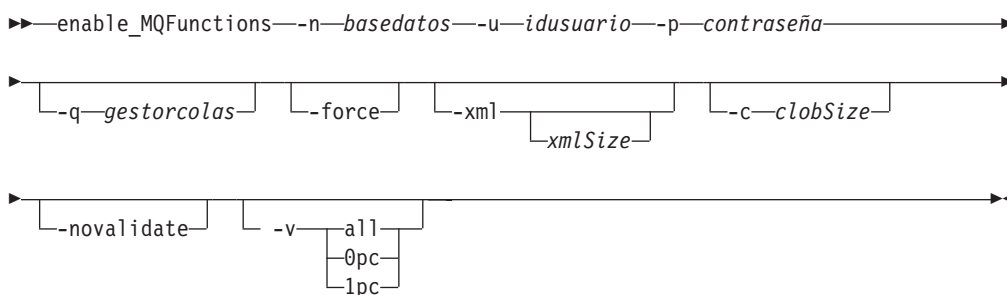 enable_MQFunctions -n basedatos -u idusuario -p contraseña
-q gestorcolas -force -xml -c clobSize
xmlSize
-novalidate -v all
0pc
1pc